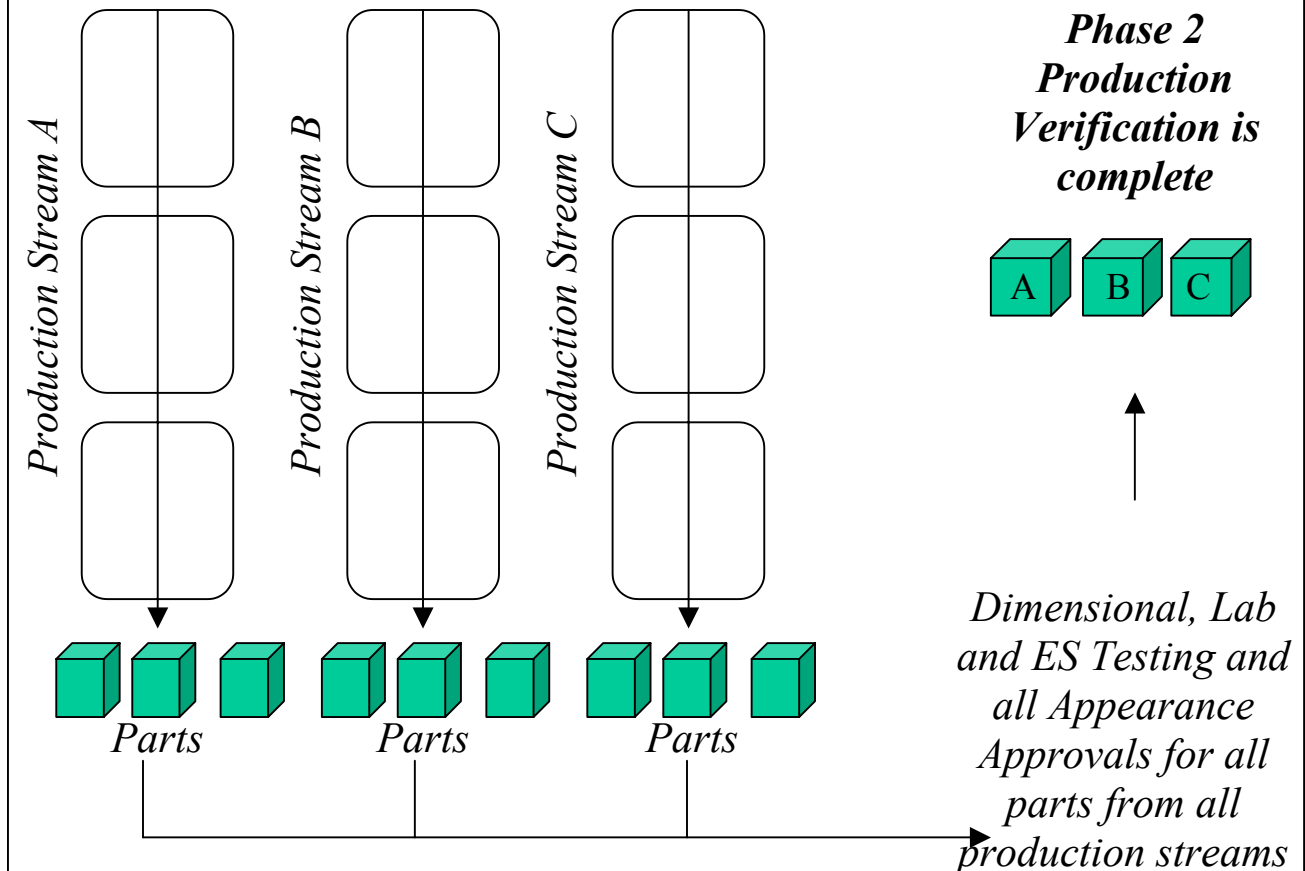 Production Stream A
Production Stream B
Production Stream C
Parts
Parts
Parts
Phase 2
Production
Verification is
complete
A
B
C
Dimensional, Lab
and ES Testing and
all Appearance
Approvals for all
parts from all
production streams